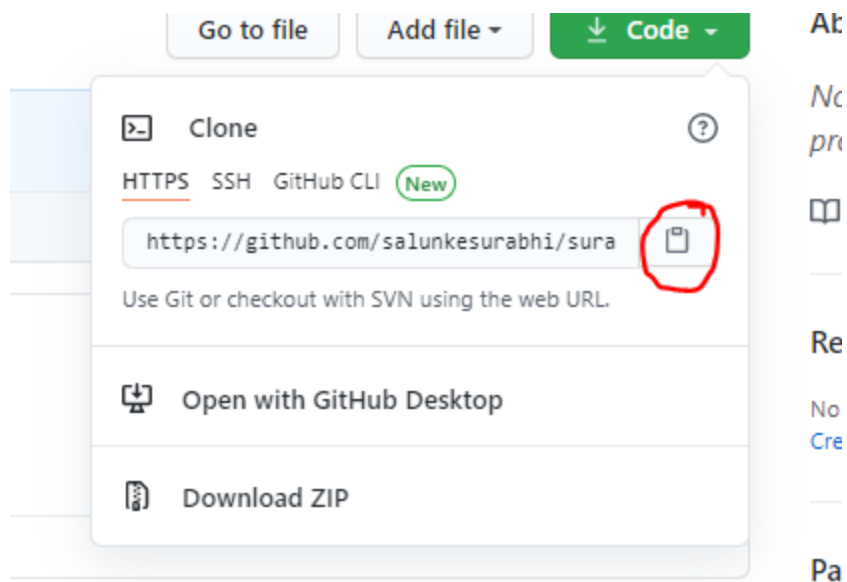 Go to file
Add file
Code
Clone
HTTPS SSH GitHub CLI New
https://github.com/salunkesurabhi/sura
Use Git or checkout with SVN using the web URL.
Open with GitHub Desktop
Download ZIP
Ab
No
pro
Re
No
Cre
Pa